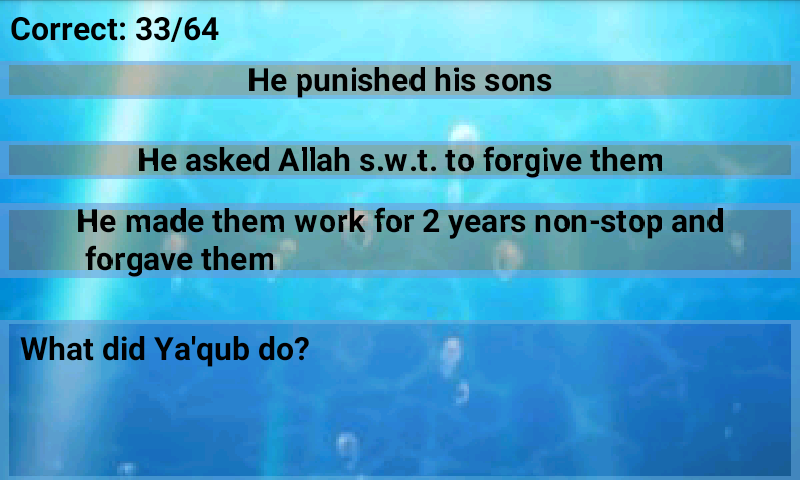 Correct: 33/64
He punished his sons
He asked Allah s.w.t. to forgive them
He made them work for 2 years non-stop and
forgave them
What did Ya'qub do?